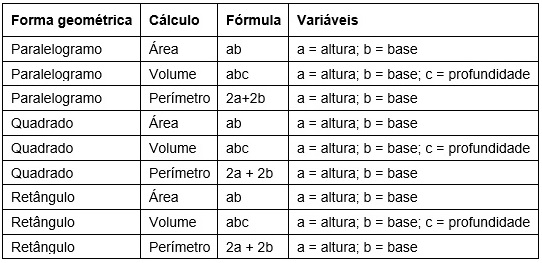 Forma geométrica Cálculo Fórmula Variáveis
Paralelogramo Área ab a = altura; b = base
Paralelogramo Volume abc a = altura; b = base; c = profundidade
Paralelogramo Perímetro 2a+2b a = altura; b = base
Quadrado Área ab a = altura; b = base
Quadrado Volume abc a = altura; b = base; c = profundidade
Quadrado Perímetro 2a + 2b a = altura; b = base
Retângulo Área ab a = altura; b = base
Retângulo Volume abc a = altura; b = base; c = profundidade
Retângulo Perímetro 2a + 2b a = altura; b = base